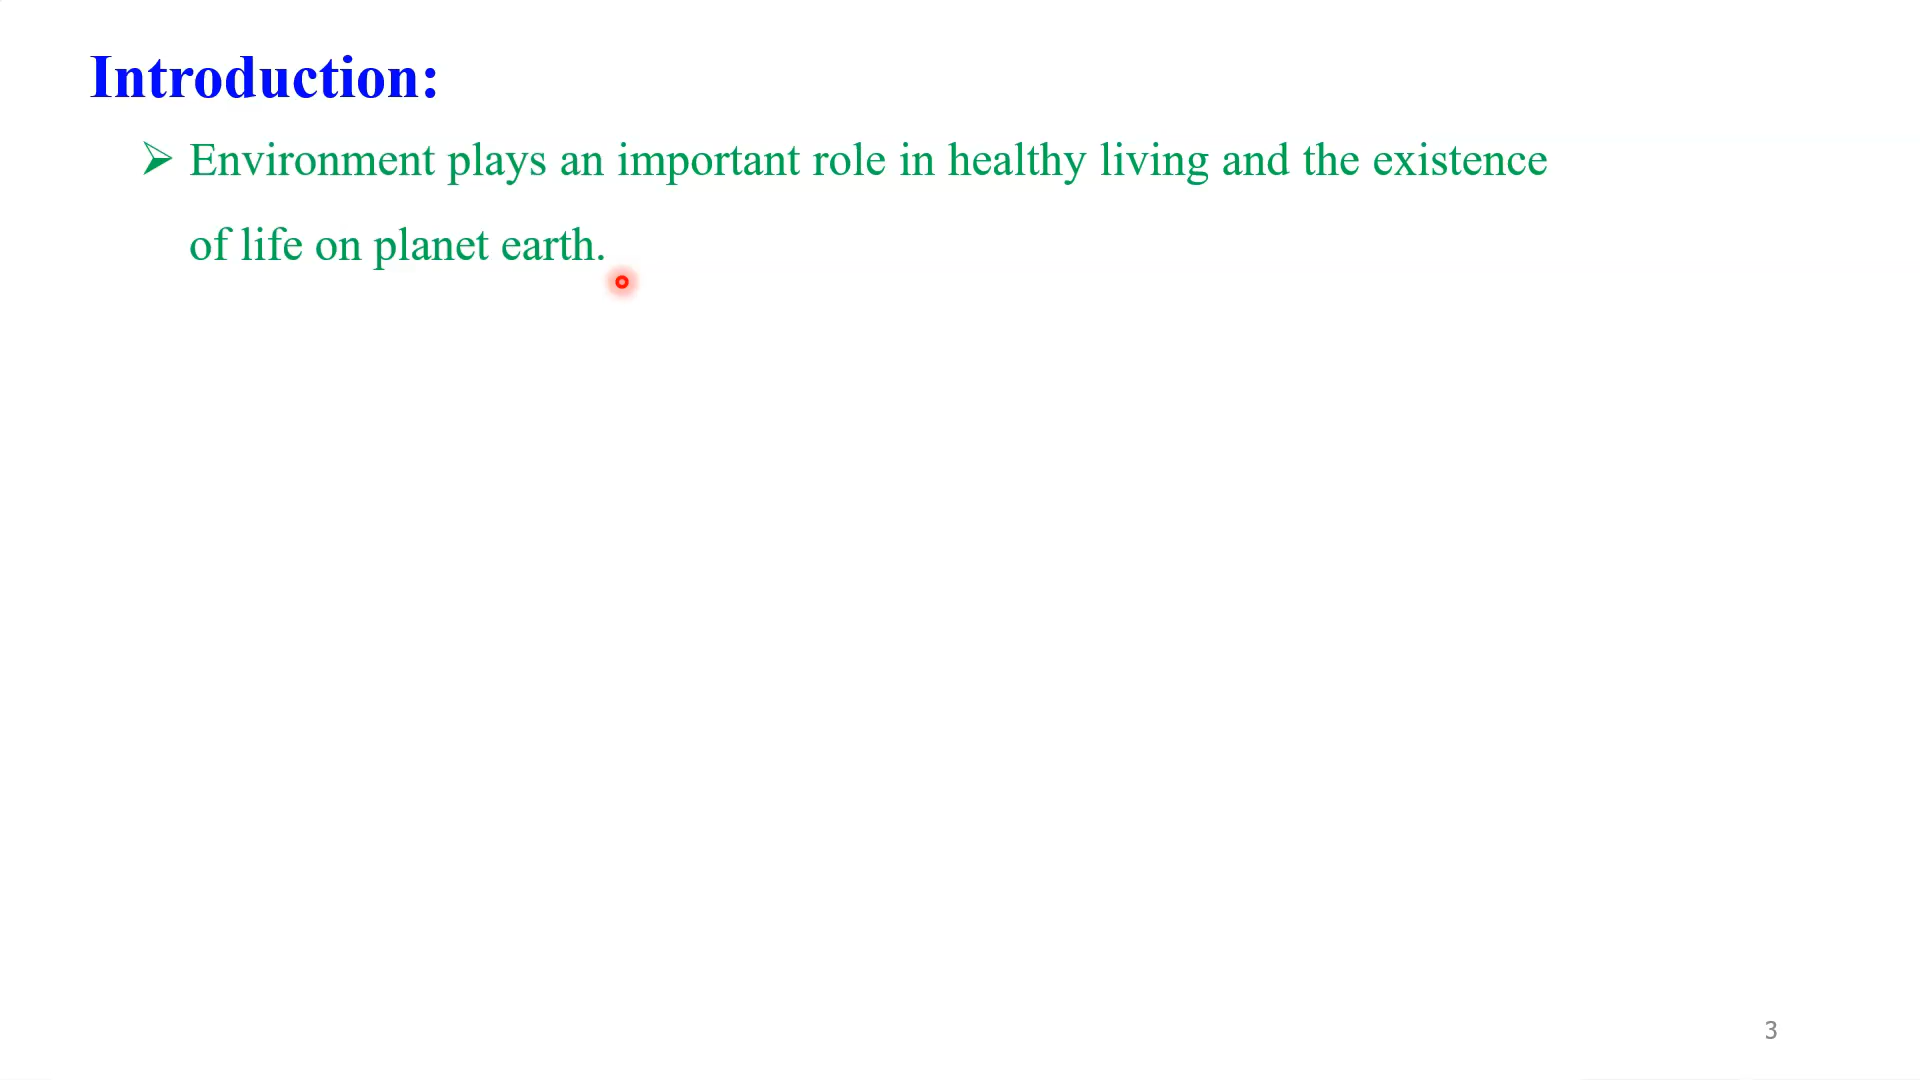 Introduction:
➢ Environment plays an important role in healthy living and the existence
of life on planet earth.
3